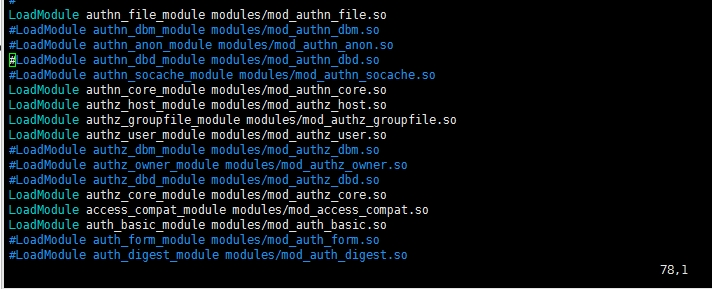 #
LoadModule authn_file_module modules/mod_authn_file.so
#LoadModule authn_dbm_module modules/mod_authn_dbm.so
#LoadModule authn_anon_module modules/mod_authn_anon.so
#LoadModule authn_dbd_module modules/mod_authn_dbd.so
#LoadModule authn_socache_module modules/mod_authn_socache.so
LoadModule authn_core_module modules/mod_authn_core.so
LoadModule authz_host_module modules/mod_authz_host.so
LoadModule authz_groupfile_module modules/mod_authz_groupfile.so
LoadModule authz_user_module modules/mod_authz_user.so
#LoadModule authz_dbm_module modules/mod_authz_dbm.so
#LoadModule authz_owner_module modules/mod_authz_owner.so
#LoadModule authz_dbd_module modules/mod_authz_dbd.so
LoadModule authz_core_module modules/mod_authz_core.so
LoadModule access_compat_module modules/mod_access_compat.so
LoadModule auth_basic_module modules/mod_auth_basic.so
#LoadModule auth_form_module modules/mod_auth_form.so
#LoadModule auth_digest_module modules/mod_auth_digest.so
78,1